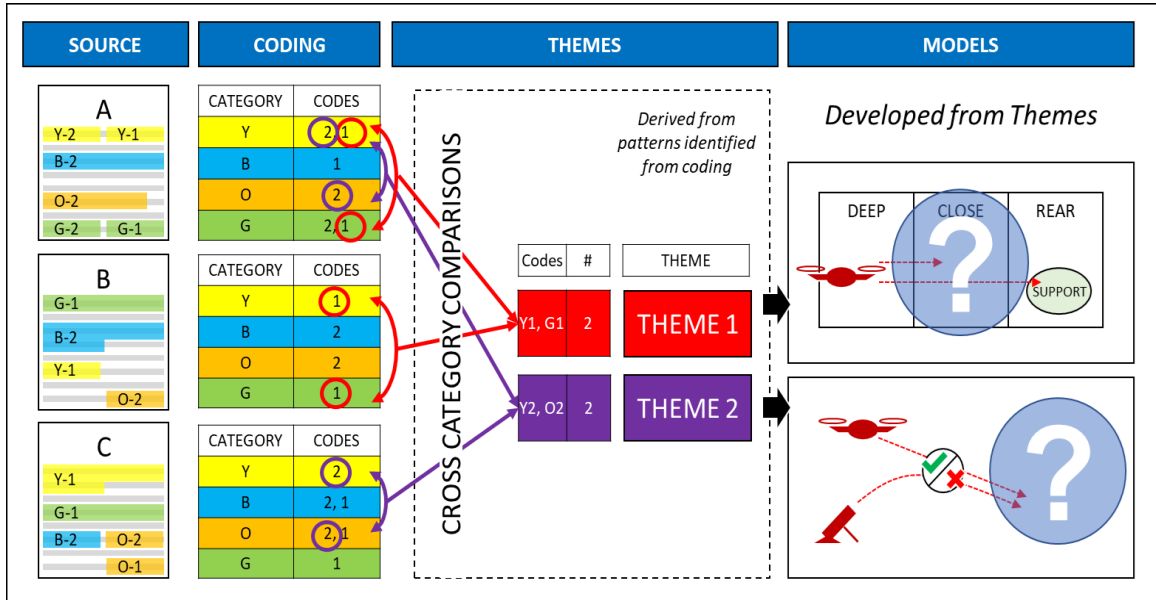 SOURCE
CODING
THEMES
MODELS
A
Y-2 Y-1
B-2
O-2
G-2 G-1
B
G-1
B-2
Y-1
O-2
C
Y-1
G-1
B-2 O-2
O-1
CATEGORY CODES
Y 2, 1
B 1
O 2
G 2, 1
CATEGORY CODES
Y 1
B 2
O 2
G 1
CATEGORY CODES
Y 2
B 2, 1
O 2, 1
G 1
CROSS CATEGORY COMPARISONS
Derived from
patterns identified
from coding
Codes # THEME
Y1, G1 2 THEME 1
Y2, O2 2 THEME 2
Developed from Themes
DEEP CLOSE REAR
?
SUPPORT
?